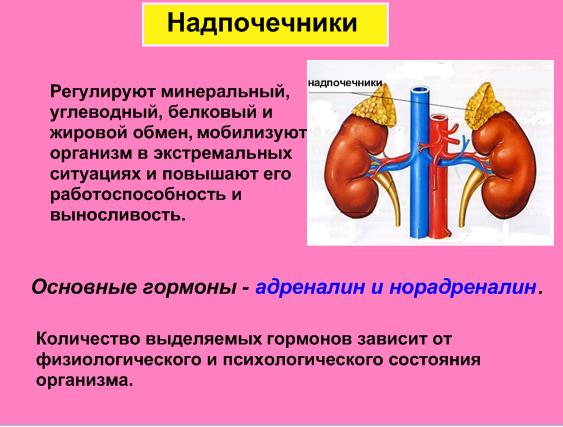 Надпочечники
Регулируют минеральный,
углеводный, белковый и
жировой обмен, мобилизуют
организм в экстремальных
ситуациях и повышают его
работоспособность и
выносливость.
надпочечники
Основные гормоны - адреналин и норадреналин.
Количество выделяемых гормонов зависит от
физиологического и психологического состояния
организма.